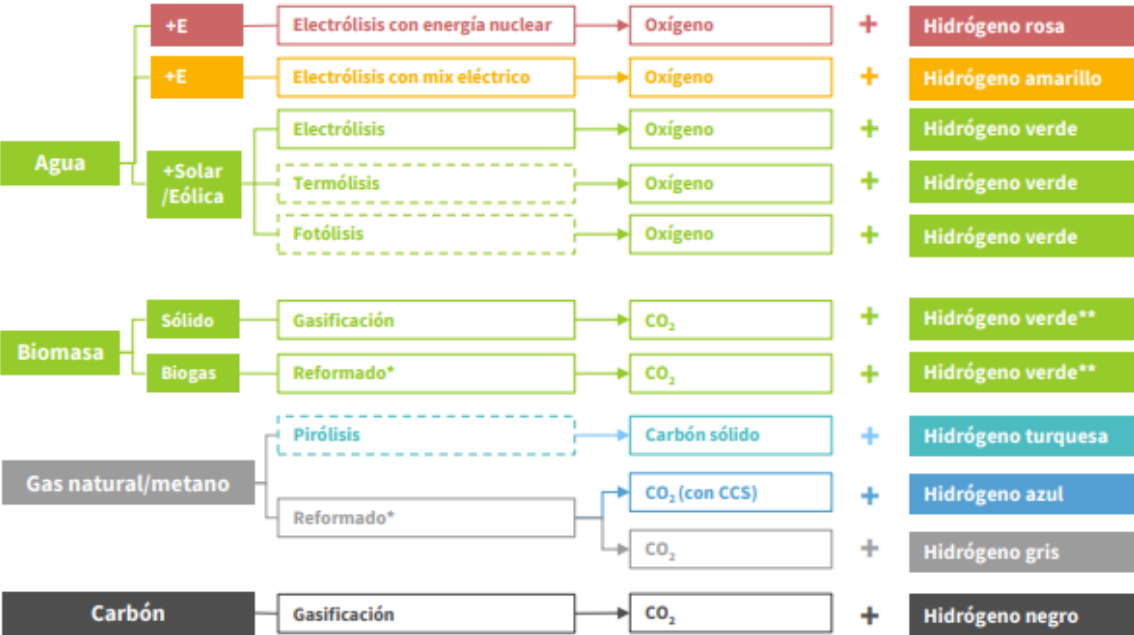 +E
Electrólisis con energía nuclear
Oxígeno
+
Hidrógeno rosa
+E
Electrólisis con mix eléctrico
Oxígeno
+
Hidrógeno amarillo
Agua
+Solar
/Eólica
Electrólisis
Oxígeno
+
Hidrógeno verde
Termólisis
Oxígeno
+
Hidrógeno verde
Fotólisis
Oxígeno
+
Hidrógeno verde
Biomasa
Sólido
Gasificación
CO₂
+
Hidrógeno verde**
Biogas
Reformado*
CO₂
+
Hidrógeno verde**
Gas natural/metano
Pirólisis
Carbón sólido
+
Hidrógeno turquesa
Reformado*
CO₂ (con CCS)
+
Hidrógeno azul
CO₂
+
Hidrógeno gris
Carbón
Gasificación
CO₂
+
Hidrógeno negro